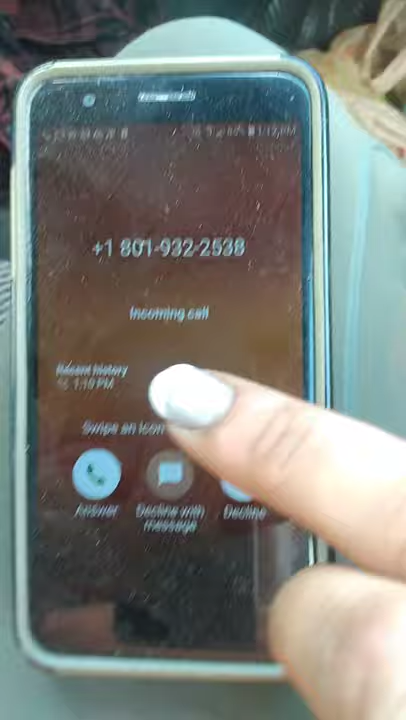 +1 801-932-2538
Incoming call
Recent history
1:10 PM
Swipe an icon
Answer
Decline with
message
Decline